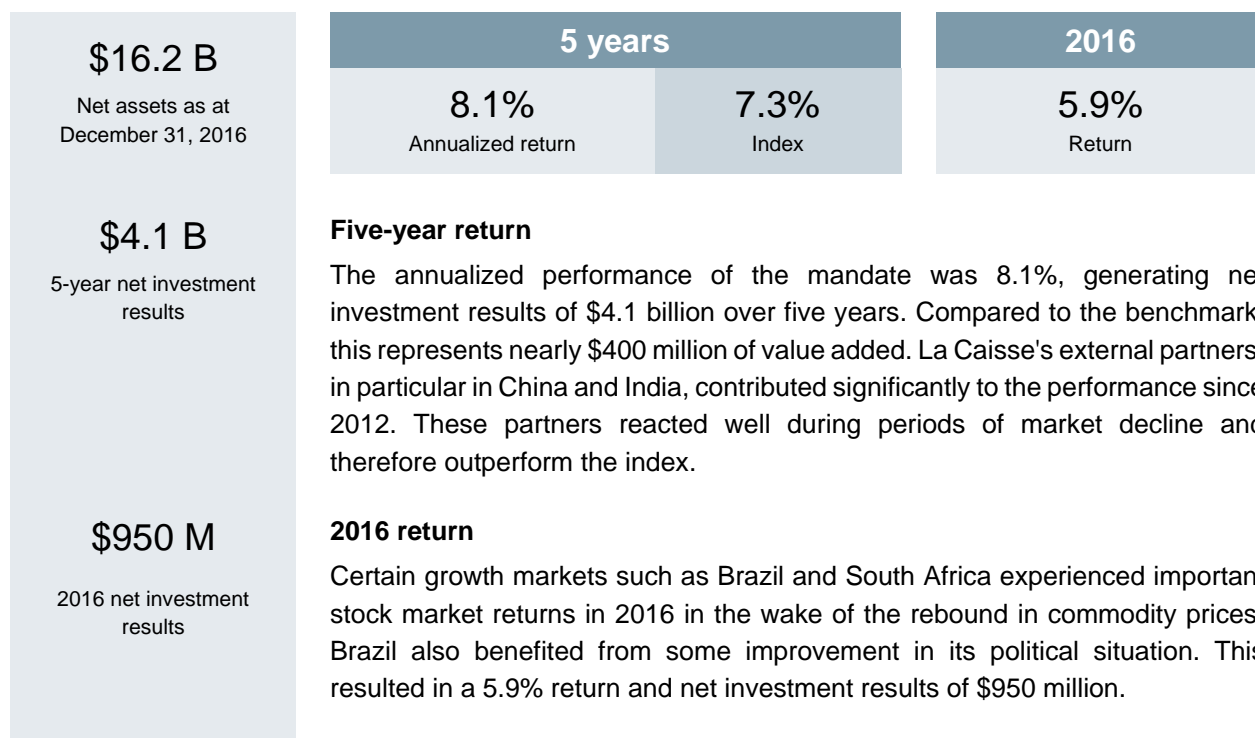 $16.2 B
Net assets as at
December 31, 2016
$4.1 B
5-year net investment
results
$950 M
2016 net investment
results
5 years
8.1%
Annualized return
7.3%
Index
2016
5.9%
Return
Five-year return
The annualized performance of the mandate was 8.1%, generating ne
investment results of $4.1 billion over five years. Compared to the benchmark
this represents nearly $400 million of value added. La Caisse's external partners
in particular in China and India, contributed significantly to the performance since
2012. These partners reacted well during periods of market decline and
therefore outperform the index.
2016 return
Certain growth markets such as Brazil and South Africa experienced importan
stock market returns in 2016 in the wake of the rebound in commodity prices
Brazil also benefited from some improvement in its political situation. This
resulted in a 5.9% return and net investment results of $950 million.